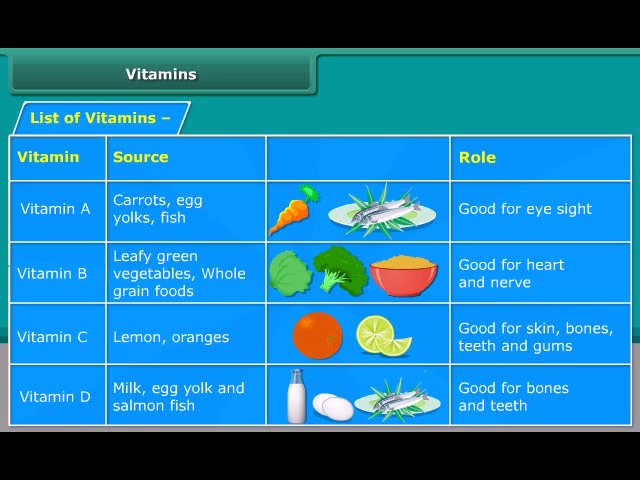 Vitamins
List of Vitamins –
Vitamin
Source
Role
Vitamin A
Carrots, egg
yolks, fish
Good for eye sight
Vitamin B
Leafy green
vegetables, Whole
grain foods
Good for heart
and nerve
Vitamin C
Lemon, oranges
Good for skin, bones,
teeth and gums
Vitamin D
Milk, egg yolk and
salmon fish
Good for bones
and teeth